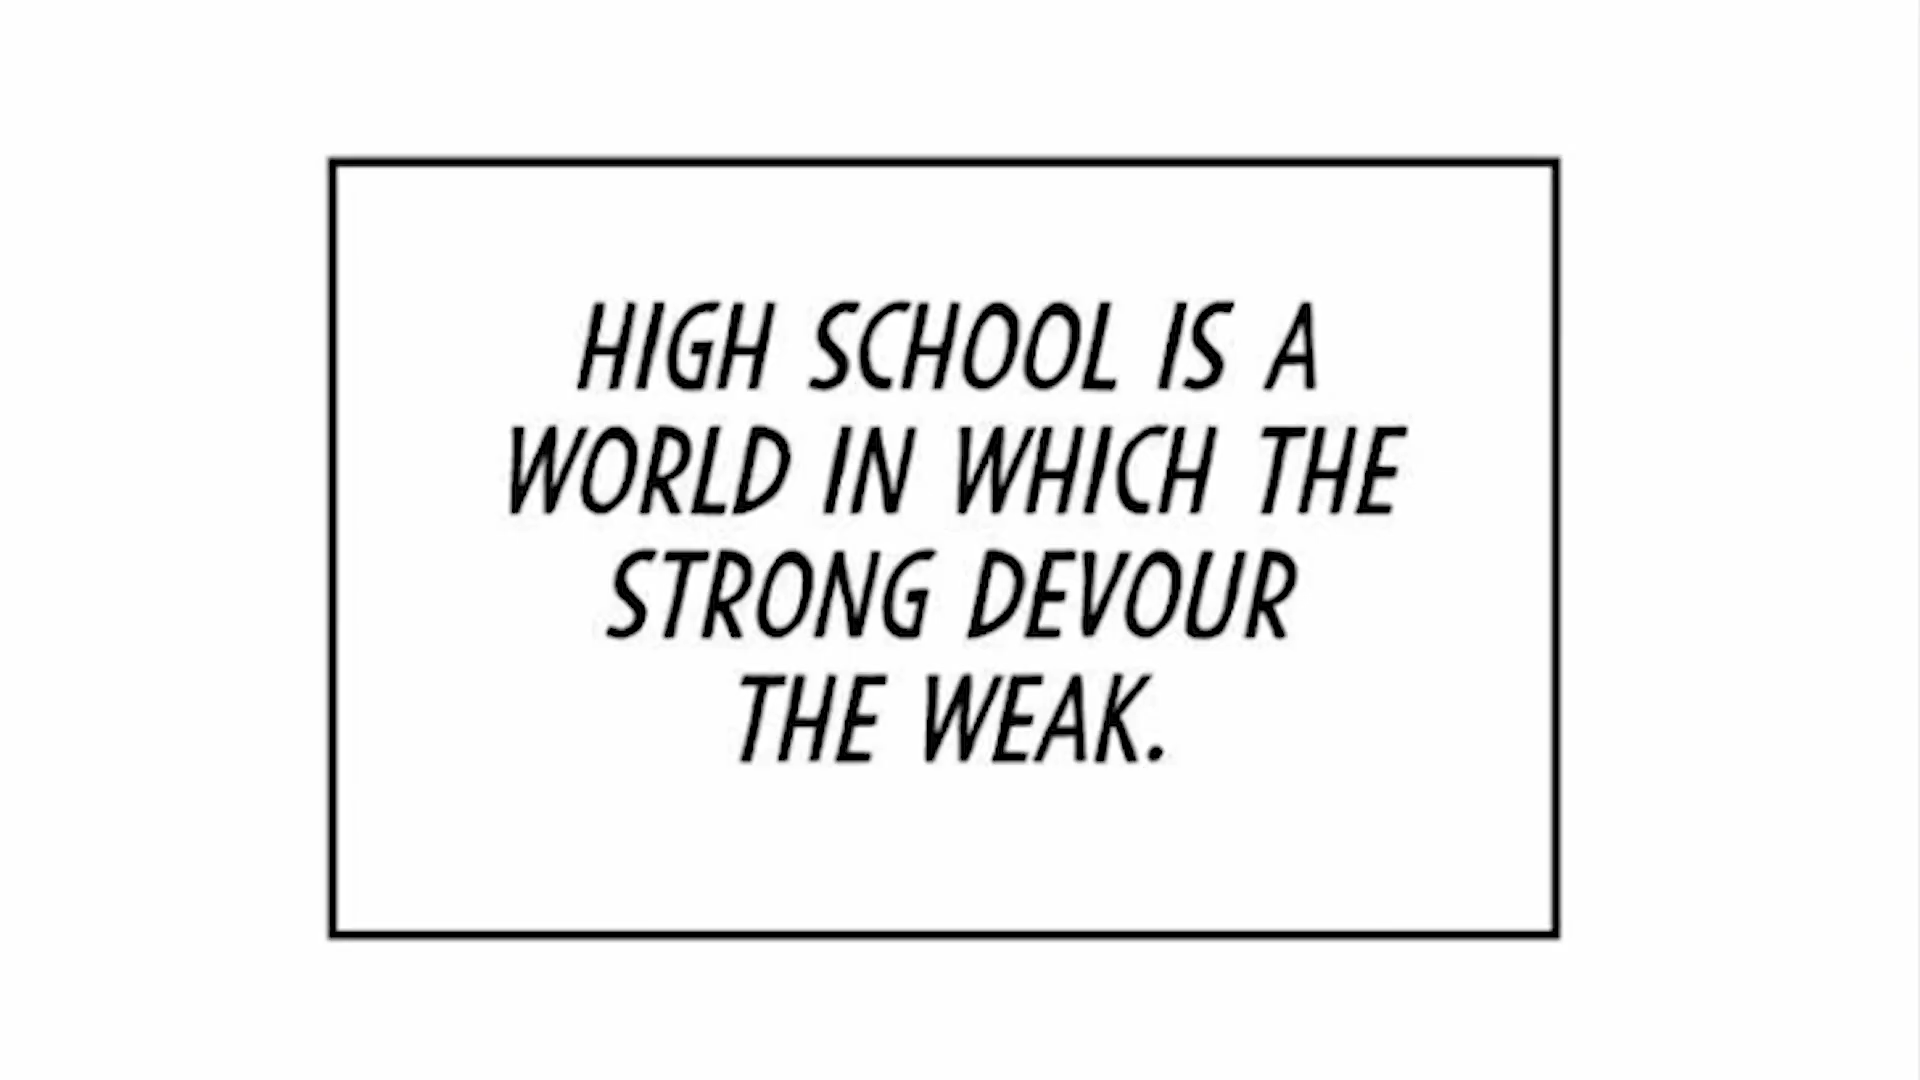 HIGH SCHOOL IS A
WORLD IN WHICH THE
STRONG DEVOUR
THE WEAK.